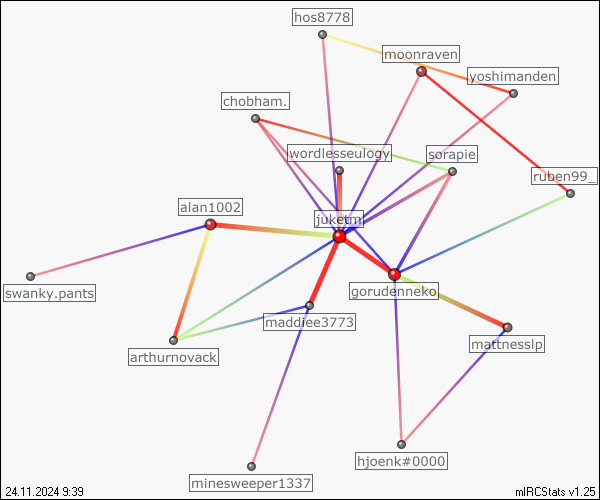 hos8778
moonraven
yoshimanden
chobham.
wordlesseulogy
sorapie
ruben99_
alan1002
juketm
swanky.pants
gorudenneko
maddiee3773
arthurnovack
mattnesslp
hjoenk#0000
minesweeper1337
24.11.2024 9:39
mIRCStats v1.25